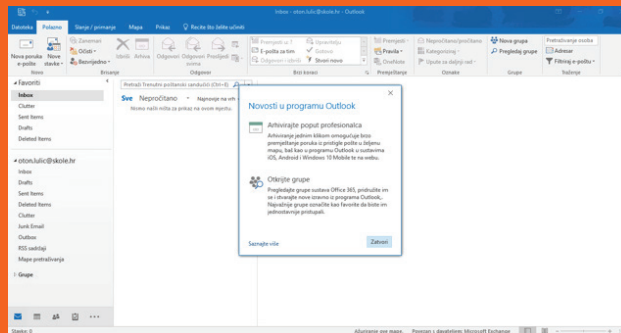 Inbox - oton.lulic@skole.hr - Outlook
Datoteka Polazno Slanje / primanje Mapa Prikaz Recite što želite učiniti
Nova poruka e-pošte
Nove stavke
Novo
Zanemari
Očisti
Bezvrijedno
Izbriši Arhiva
Brisanje
Odgovori Odgovori svima Proslijedi
Odgovori
Premjesti u: ?
E-pošta za tim
Odgovori i izbriši
Upravitelju
Gotovo
Stvori novo
Brzi koraci
Premjesti
Pravila
OneNote
Premještanje
Nepročitano/pročitano
Kategoriziraj
Upute za daljnji rad
Oznake
Nova grupa
Pregledaj grupe
Grupe
Pretraživanje osoba
Adresar
Filtriraj e-poštu
Traženje
Favoriti
Inbox
Clutter
Sent Items
Drafts
Deleted Items
oton.lulic@skole.hr
Inbox
Drafts
Sent Items
Deleted Items
Clutter
Junk Email
Outbox
RSS sadržaji
Mape pretraživanja
Grupe
Pretraži Trenutni poštanski sandučić (Ctrl+E)
Sve Nepročitano Najnovije na vrh
Nismo našli ništa za prikaz na ovom mjestu.
Novosti u programu Outlook
Arhivirajte poput profesionalca
Arhiviranje jednim klikom omogućuje brzo
premještanje poruka iz pristigle pošte u željenu
mapu, baš kao u programu Outlook u sustavima
iOS, Android i Windows 10 Mobile te na webu.
Otkrijte grupe
Pregledajte grupe sustava Office 365, pridružite im
se i stvarajte nove izravno iz programa Outlook.
Najvažnije grupe označite kao favorite da biste im
jednostavnije pristupali.
Saznajte više
Zatvori
Stavke: 0
Ažuriranje ove mape. Povezan s davateljem: Microsoft Exchange